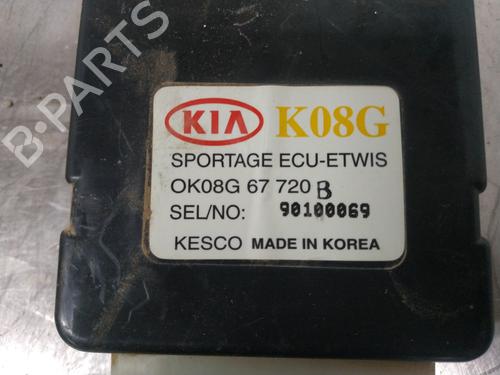 B-PARTS
KIA K08G
SPORTAGE ECU-ETWIS
OK08G 67 720 B
SEL/NO: 90100069
KESCO MADE IN KOREA